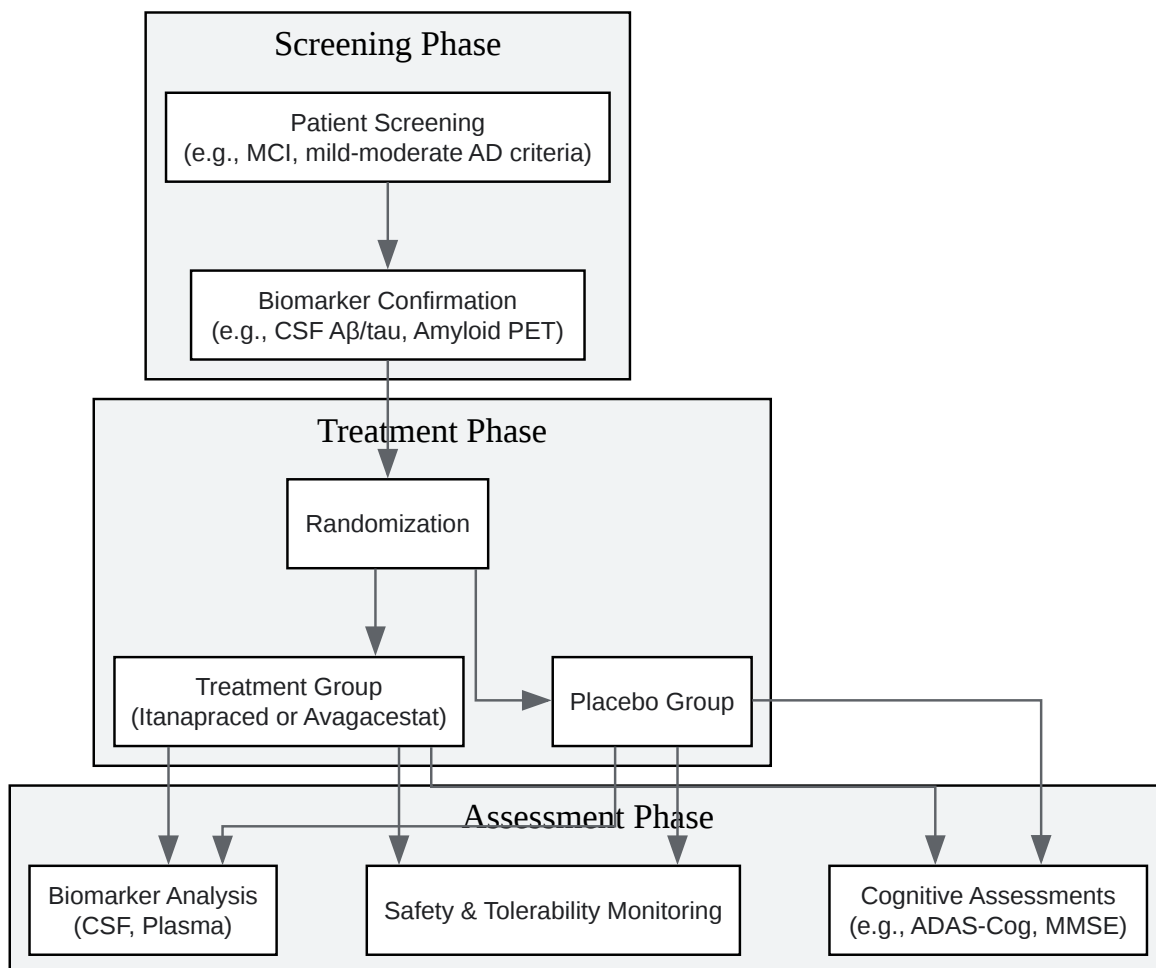 Screening Phase
Patient Screening
(e.g., MCI, mild-moderate AD criteria)
Biomarker Confirmation
(e.g., CSF Aβ/tau, Amyloid PET)
Treatment Phase
Randomization
Treatment Group
(Itanapraced or Avagacestat)
Placebo Group
Assessment Phase
Biomarker Analysis
(CSF, Plasma)
Safety & Tolerability Monitoring
Cognitive Assessments
(e.g., ADAS-Cog, MMSE)